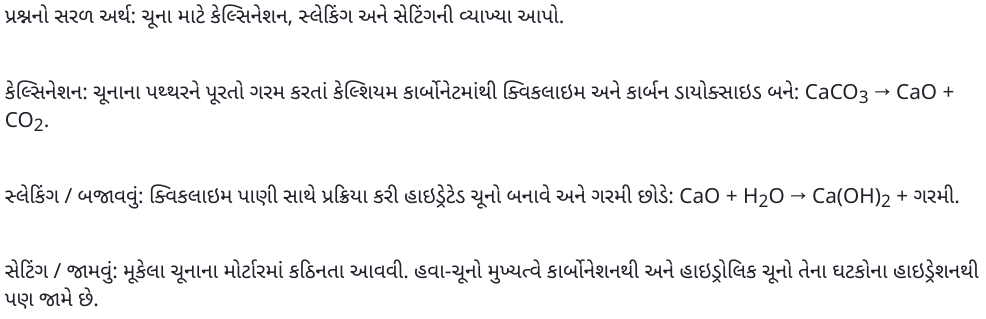 પ્રશ્નનો સરળ અર્થ: ચૂના માટે કેલ્સિનેશન, સ્લેકિંગ અને સેટિંગની વ્યાખ્યા આપો.
કેલ્સિનેશન: ચૂનાના પથ્થરને પૂરતો ગરમ કરતાં કેલ્શિયમ કાર્બોનેટમાંથી ક્વિકલાઇમ અને કાર્બન ડાયોક્સાઇડ બને: CaCO₃ → CaO +
CO₂.
સ્લેકિંગ / બજાવવું: ક્વિકલાઇમ પાણી સાથે પ્રક્રિયા કરી હાઇડ્રેટેડ ચૂનો બનાવે અને ગરમી છોડે: CaO + H₂O → Ca(OH)₂ + ગરમી.
સેટિંગ / જામવું: મૂકેલા ચૂનાના મોર્ટારમાં કઠિનતા આવવી. હવા-ચૂનો મુખ્યત્વે કાર્બોનેશનથી અને હાઇડ્રોલિક ચૂનો તેના ઘટકોના હાઇડ્રેશનથી
પણ જામે છે.